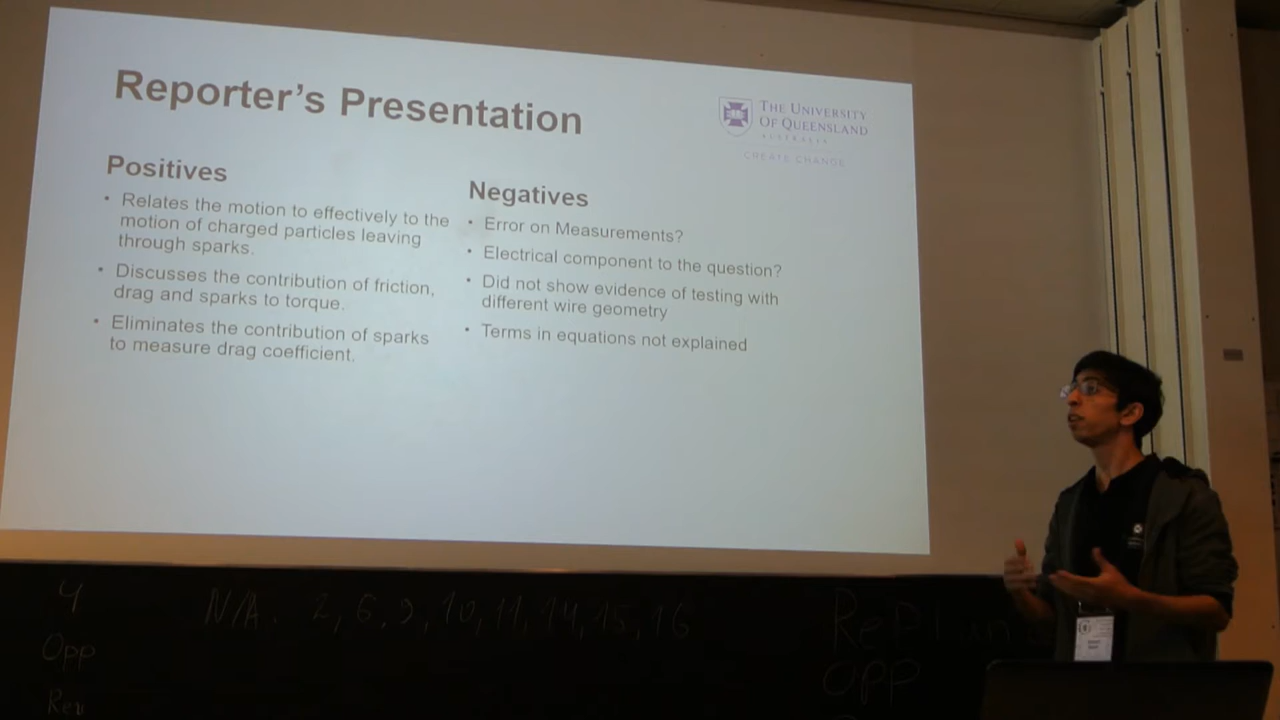 Reporter's Presentation
THE UNIVERSITY
OF QUEENSLAND
AUSTRALIA
CREATE CHANGE
Positives
• Relates the motion to effectively to the
motion of charged particles leaving
through sparks.
• Discusses the contribution of friction,
drag and sparks to torque.
• Eliminates the contribution of sparks
to measure drag coefficient.
Negatives
• Error on Measurements?
• Electrical component to the question?
• Did not show evidence of testing with
different wire geometry
• Terms in equations not explained
4
N/A. 2, 6, 9, 10, 11, 14, 15, 16
Opp
Rev
Rep
Opp